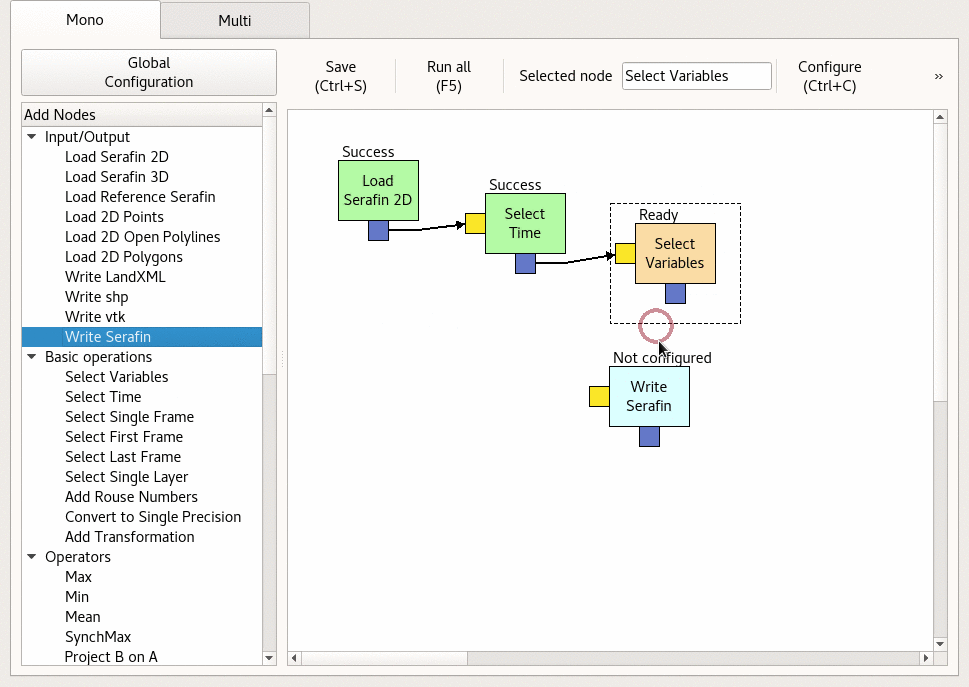 Mono
Multi
Global
Configuration
Save
(Ctrl+S)
Run all
(F5)
Selected node
Select Variables
Configure
(Ctrl+C)
»
Add Nodes
Input/Output
Load Serafin 2D
Load Serafin 3D
Load Reference Serafin
Load 2D Points
Load 2D Open Polylines
Load 2D Polygons
Write LandXML
Write shp
Write vtk
Write Serafin
Basic operations
Select Variables
Select Time
Select Single Frame
Select First Frame
Select Last Frame
Select Single Layer
Add Rouse Numbers
Convert to Single Precision
Add Transformation
Operators
Max
Min
Mean
SynchMax
Project B on A
Success
Load
Serafin 2D
Success
Select
Time
Ready
Select
Variables
Not configured
Write
Serafin